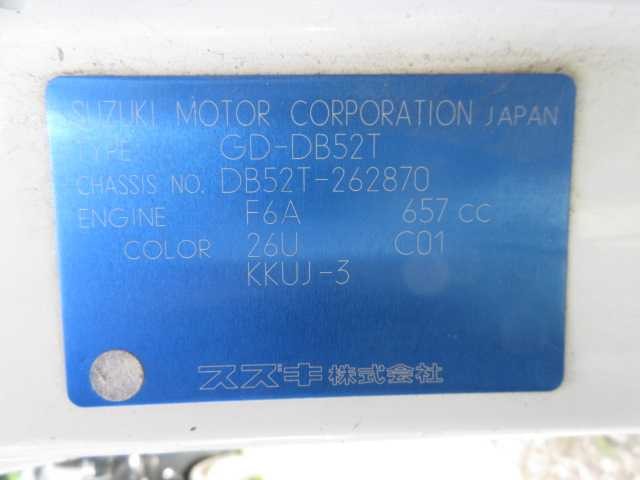 SUZUKI MOTOR CORPORATION JAPAN
TYPE GD-DB52T
CHASSIS NO. DB52T-262870
ENGINE F6A 657 cc
COLOR 26U C01
KKUJ-3
スズキ株式会社